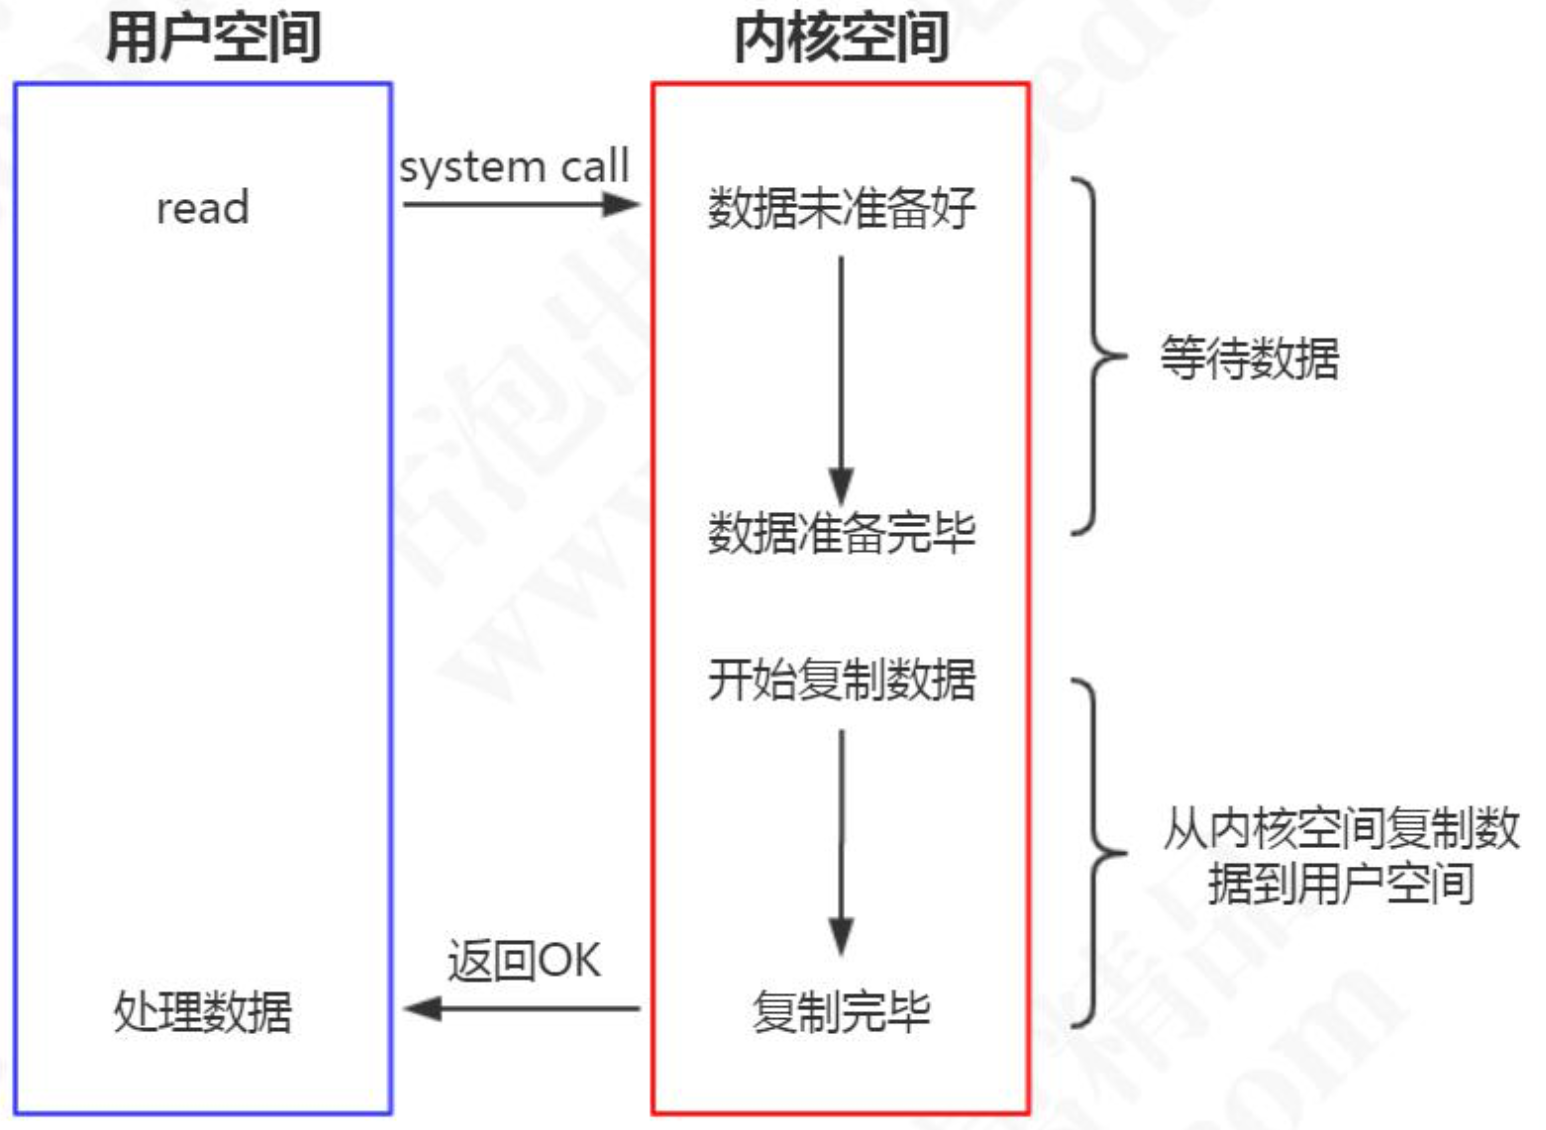 用户空间
内核空间
system call
read
数据未准备好
等待数据
数据准备完毕
开始复制数据
从内核空间复制数
据到用户空间
返回OK
处理数据
复制完毕